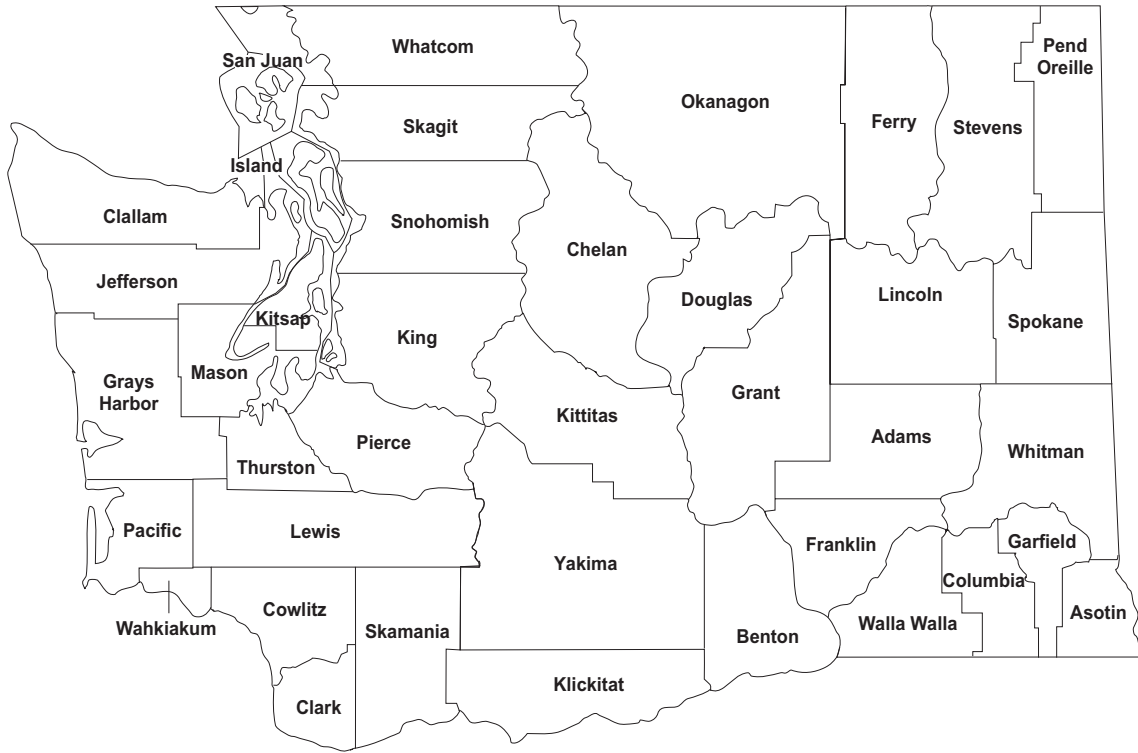 Whatcom
San Juan
Pend
Oreille
Okanagon
Skagit
Ferry
Stevens
Island
Clallam
Snohomish
Chelan
Jefferson
Douglas
Lincoln
Kitsap
Spokane
King
Mason
Grays
Harbor
Grant
Kittitas
Adams
Pierce
Whitman
Thurston
Pacific
Lewis
Franklin
Garfield
Yakima
Columbia
Cowlitz
Asotin
Wahkiakum
Skamania
Walla Walla
Benton
Klickitat
Clark